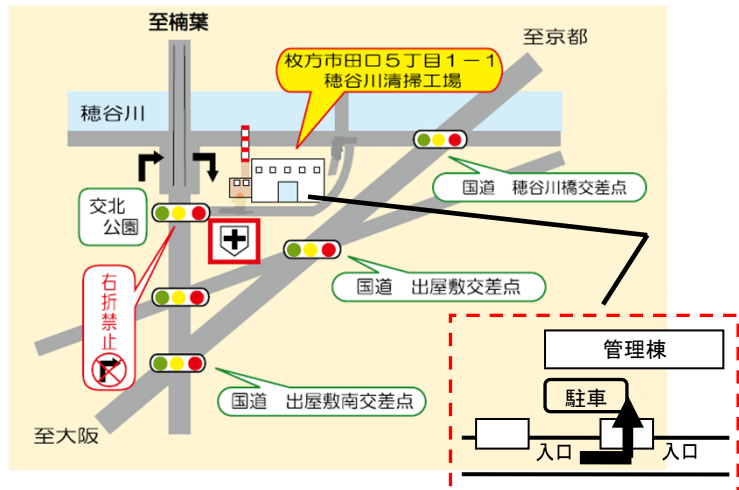 至楠葉
至京都
枚方市田口5丁目1-1
穂谷川清掃工場
穂谷川
国道 穂谷川橋交差点
交北
公園
国道 出屋敷交差点
右折禁止
国道 出屋敷南交差点
至大阪
管理棟
駐車
入口
入口